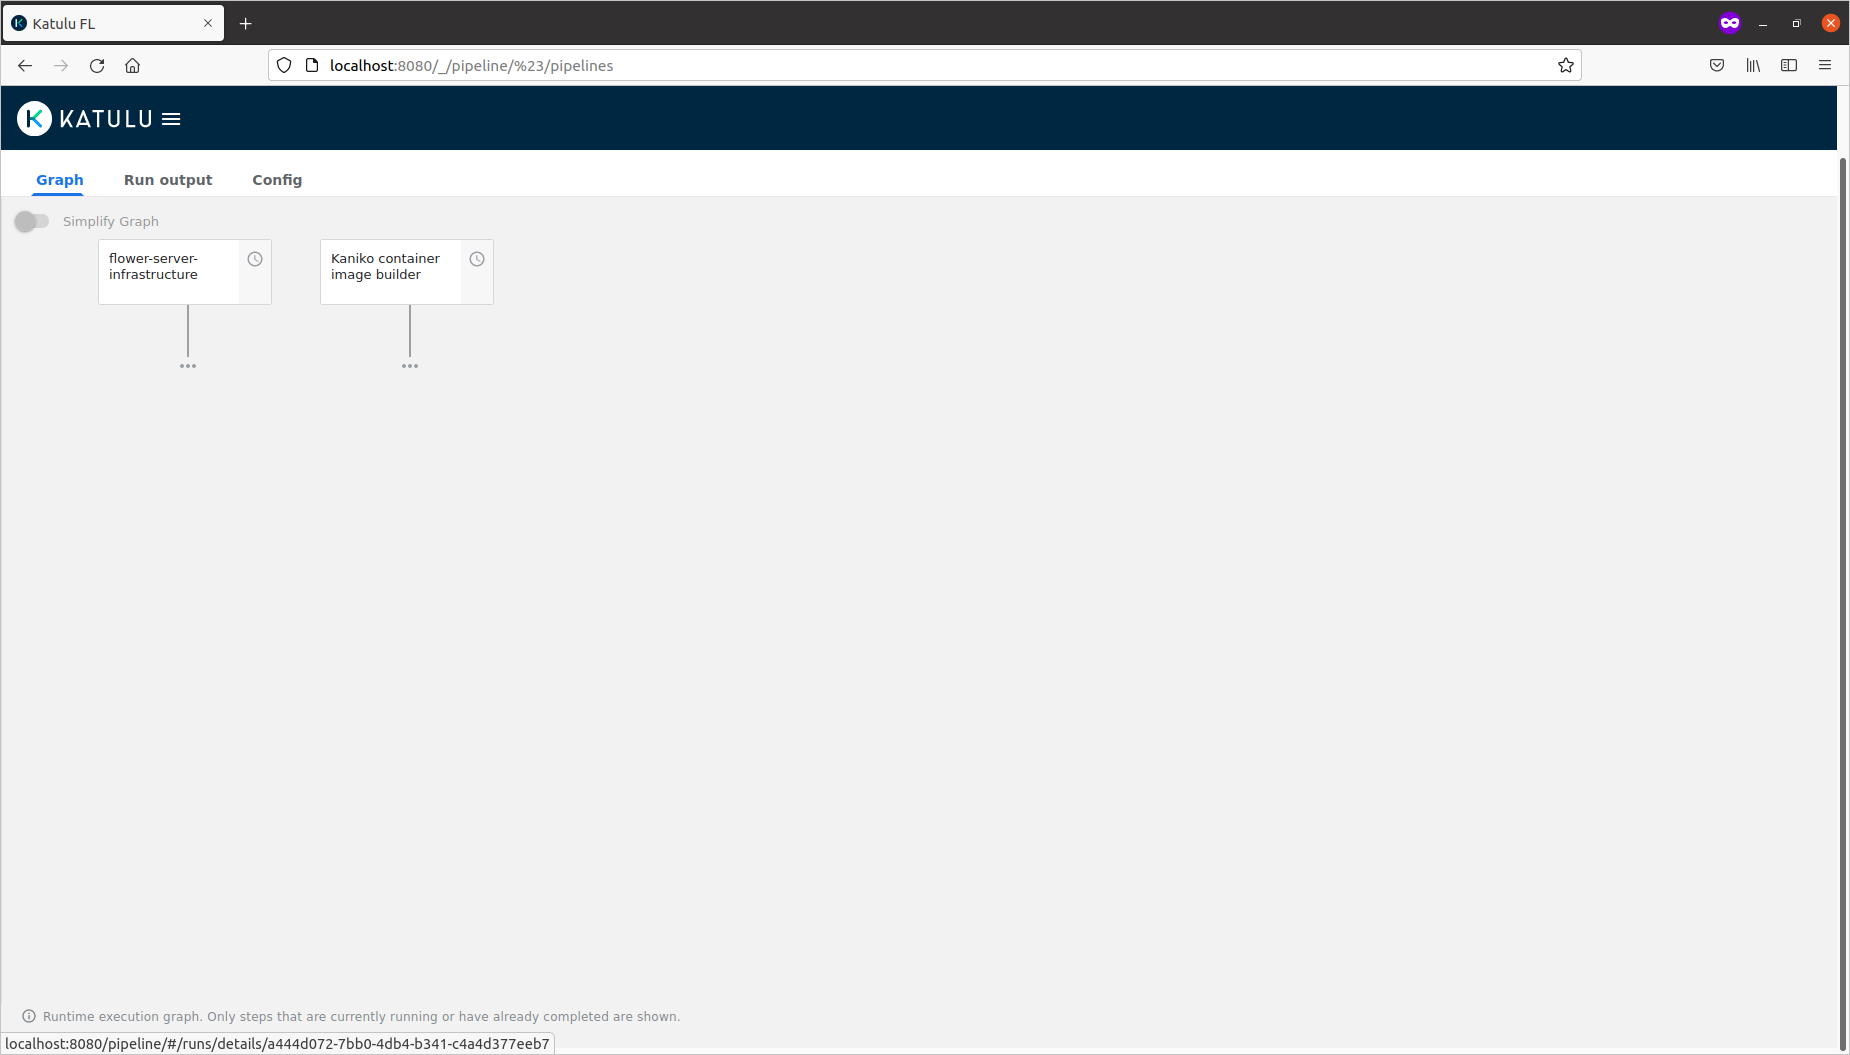 Katulu FL
localhost:8080/_/pipeline/%23/pipelines
KATULU
Graph Run output Config
Simplify Graph
flower-server-
infrastructure
Kaniko container
image builder
Runtime execution graph. Only steps that are currently running or have already completed are shown.
localhost:8080/pipeline/#/runs/details/a444d072-7bb0-4db4-b341-c4a4d377eeb7